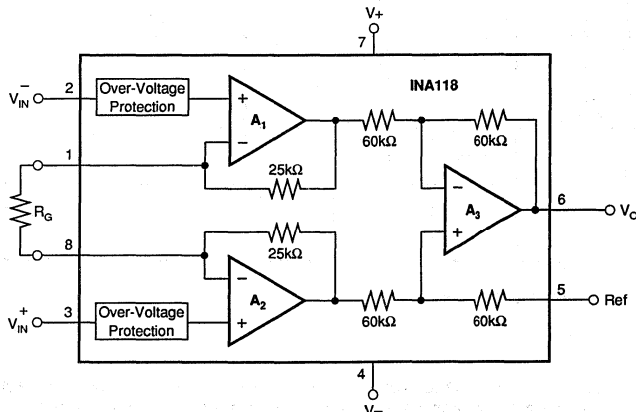 V+
7
INA118
V−IN
2
Over-Voltage
Protection
+
A1
−
60kΩ
60kΩ
1
25kΩ
RG
−
A3
+
6
VO
8
25kΩ
−
A2
+
V+IN
3
Over-Voltage
Protection
60kΩ
60kΩ
5
Ref
4
V−